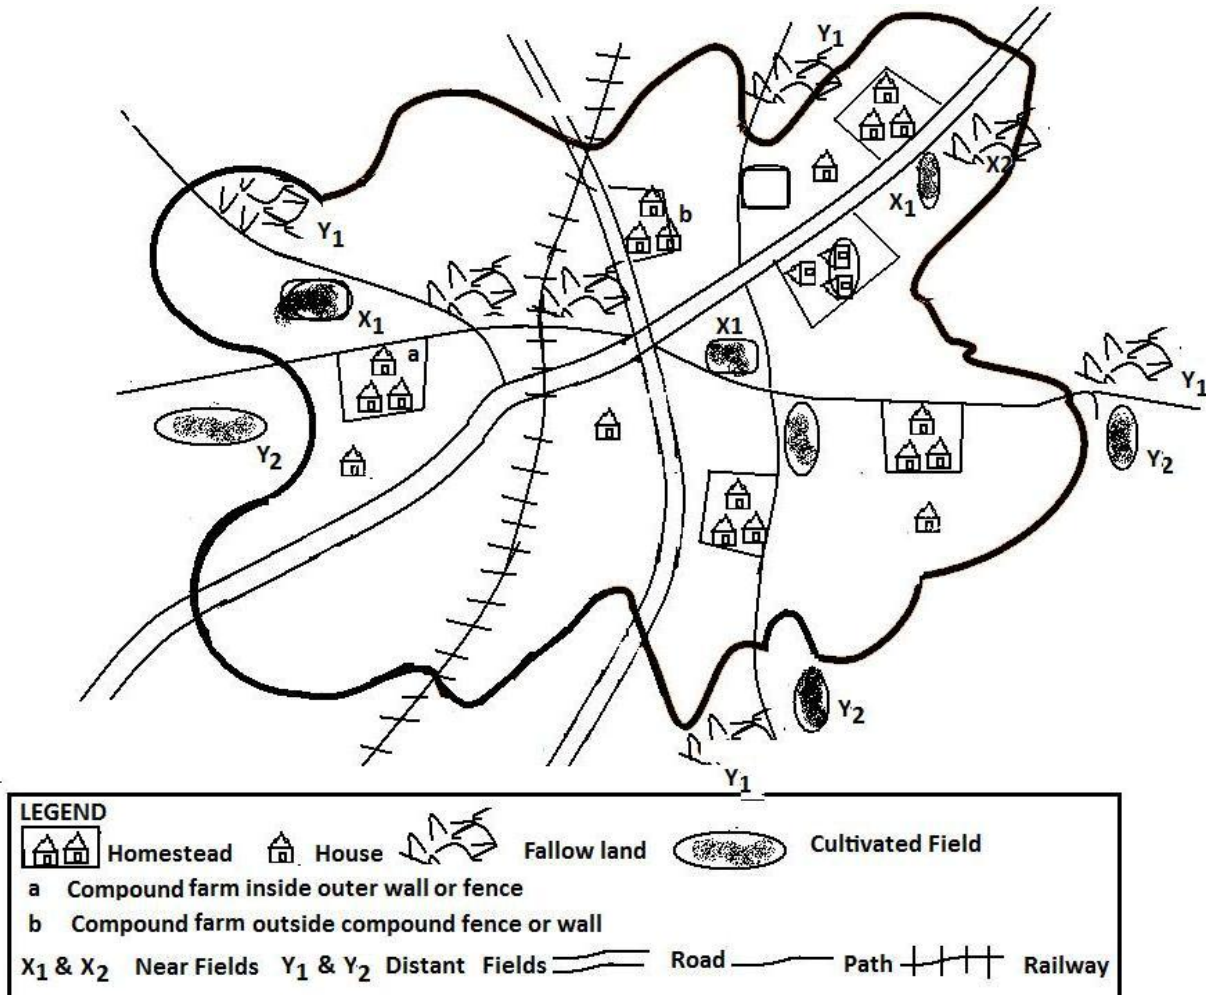 Y1
Y1
X2
X1
b
X1
a
X1
Y1
Y2
Y2
Y2
Y1
LEGEND
Homestead House Fallow land Cultivated Field
a Compound farm inside outer wall or fence
b Compound farm outside compound fence or wall
X1 & X2 Near Fields Y1 & Y2 Distant Fields Road Path Railway